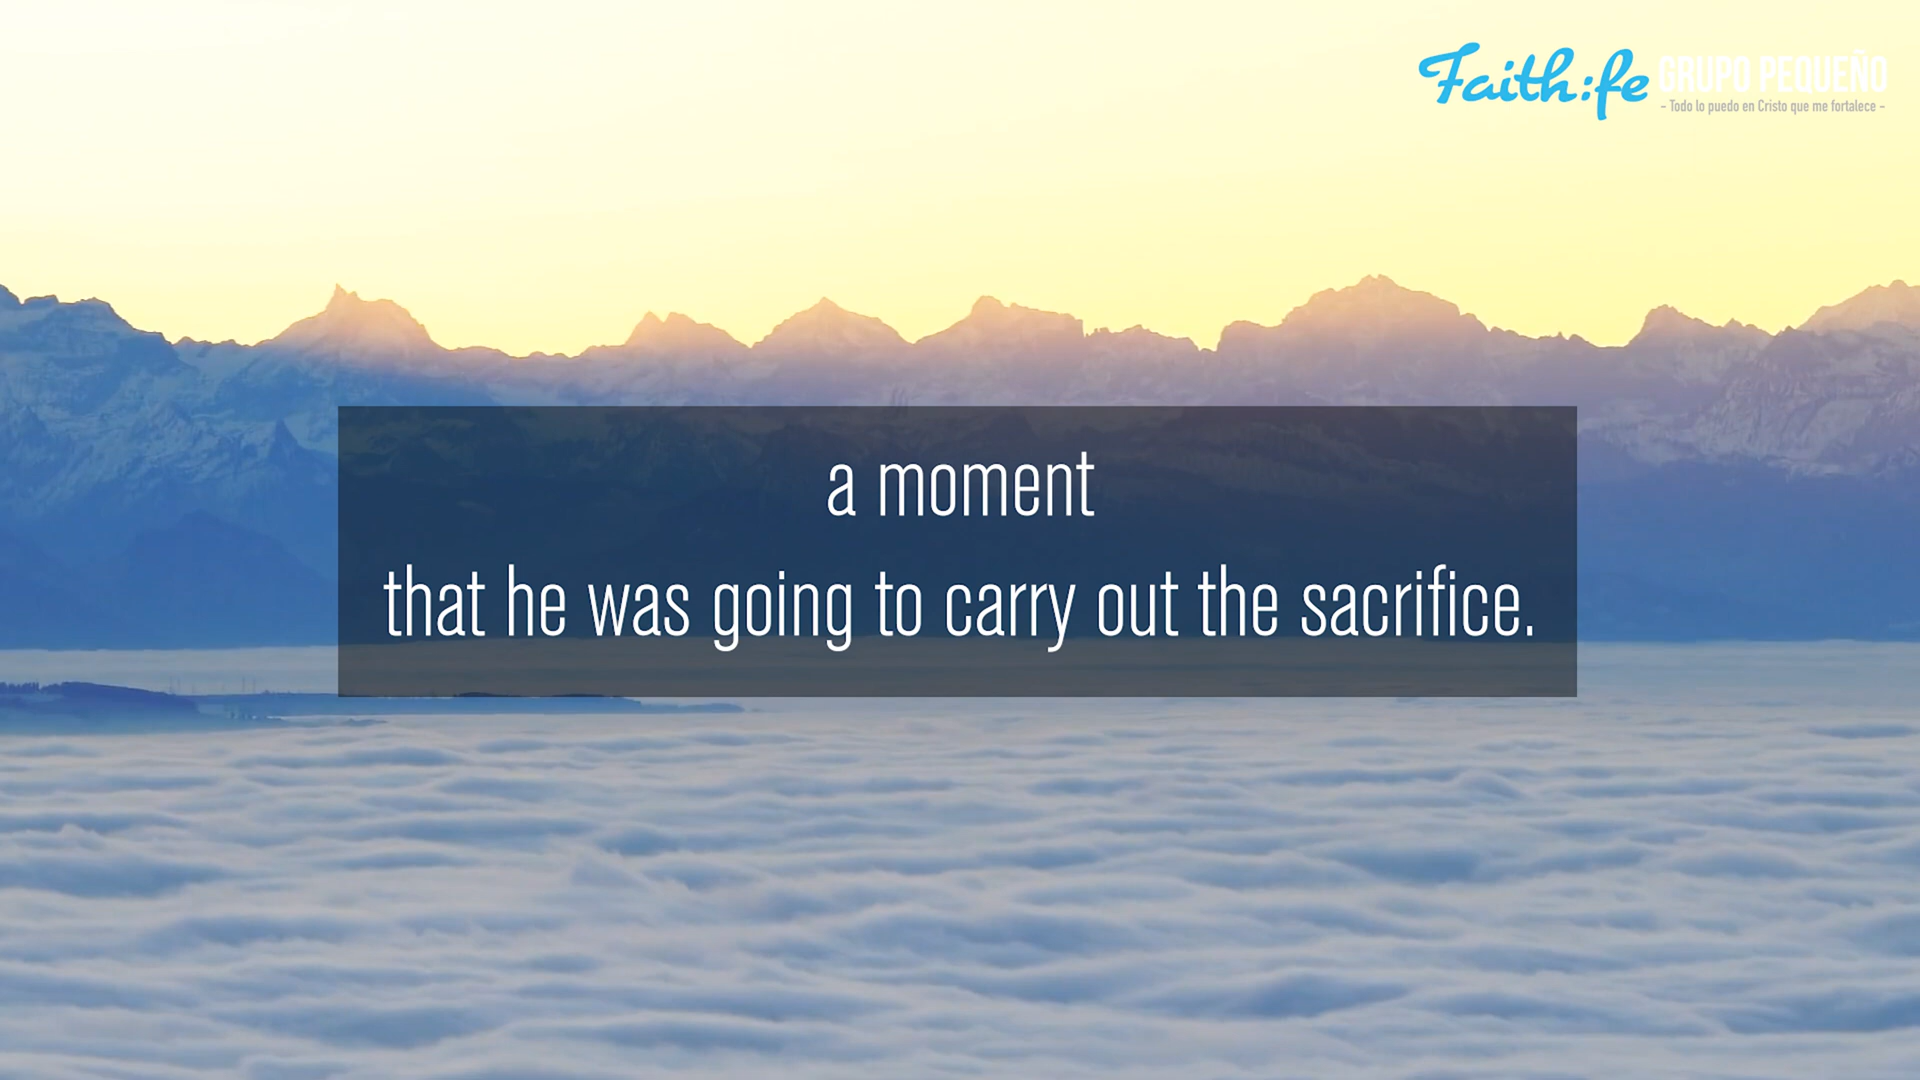 Faith:fe GRUPO PEQUEÑO
- Todo lo puedo en Cristo que me fortalece -
a moment
that he was going to carry out the sacrifice.